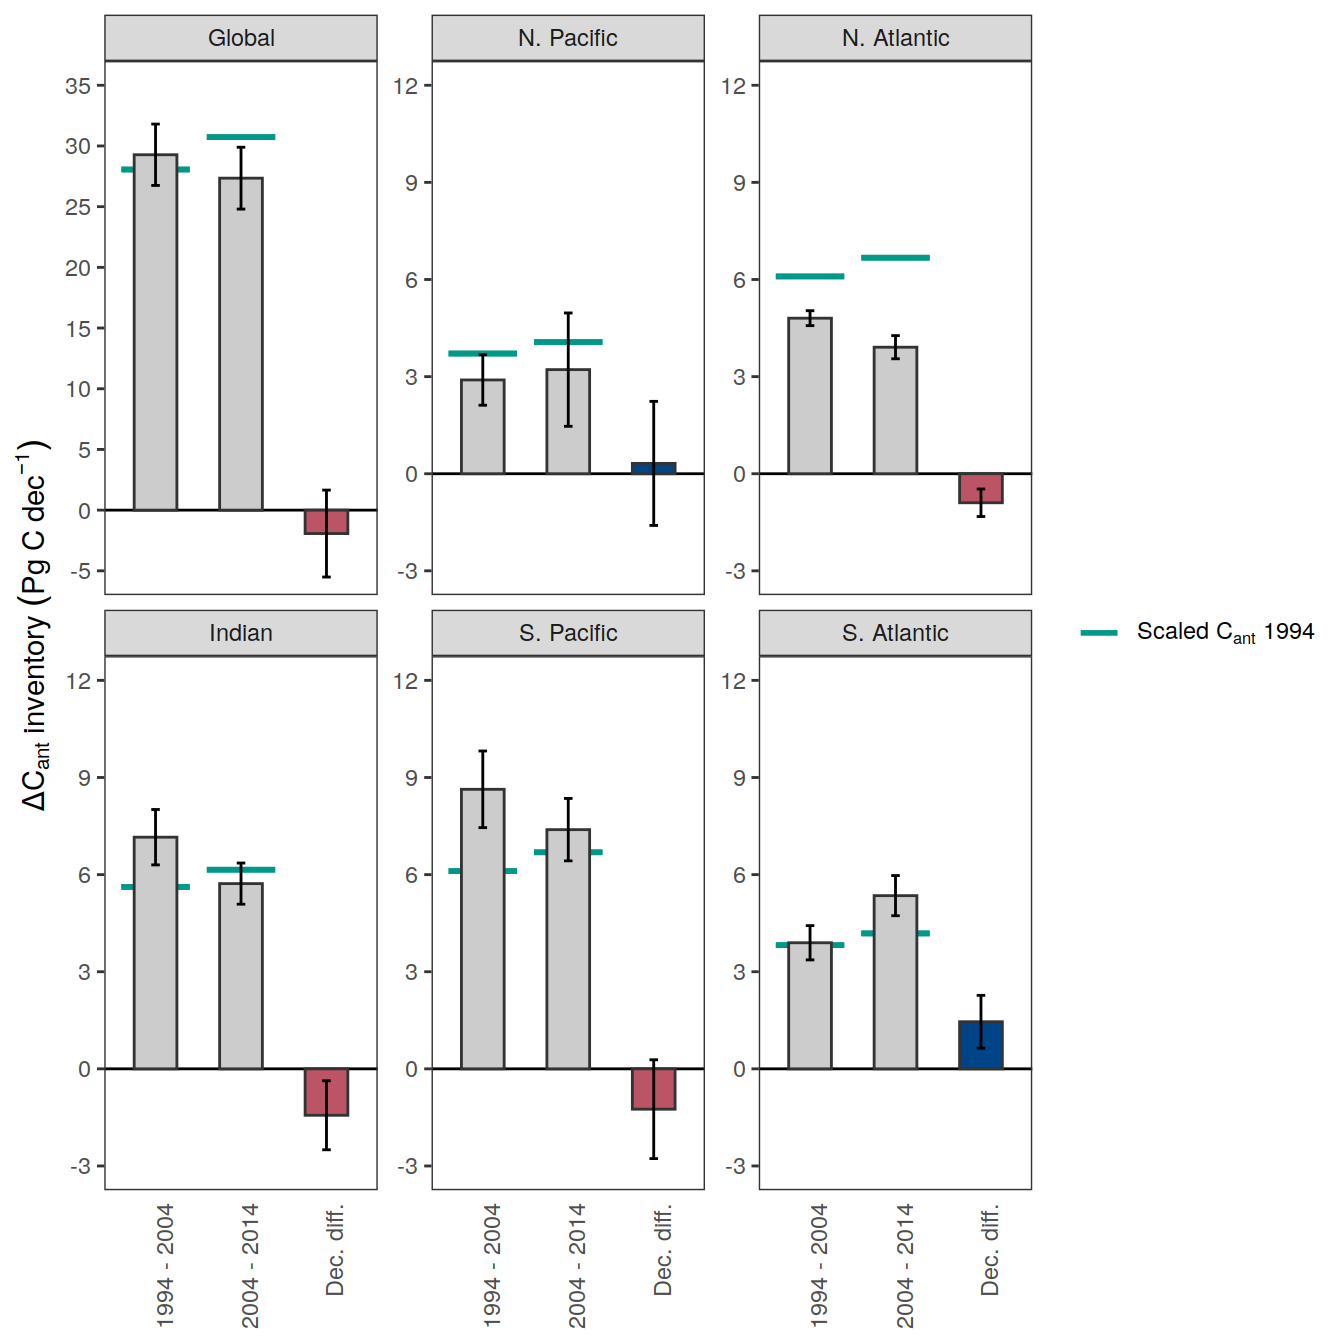 Global
N. Pacific
N. Atlantic
35
30
25
20
15
10
5
0
-5
12
9
6
3
0
-3
12
9
6
3
0
-3
ΔCant inventory (Pg C dec−1)
Indian
S. Pacific
S. Atlantic
12
9
6
3
0
-3
12
9
6
3
0
-3
12
9
6
3
0
-3
1994 - 2004
2004 - 2014
Dec. diff.
1994 - 2004
2004 - 2014
Dec. diff.
1994 - 2004
2004 - 2014
Dec. diff.
Scaled Cant 1994